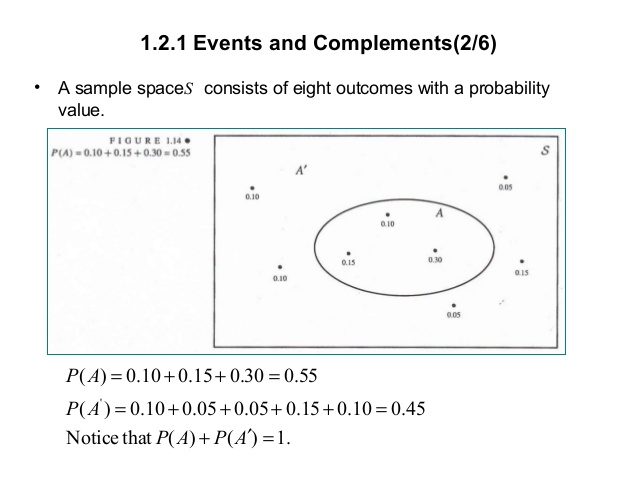 1.2.1 Events and Complements(2/6)
• A sample spaceS consists of eight outcomes with a probability
value.
FIGURE 1.14 •
P(A) = 0.10 + 0.15 + 0.30 = 0.55
S
A′
0.10
0.05
A
0.10
0.15
0.30
0.10
0.15
0.05
P(A) = 0.10 + 0.15 + 0.30 = 0.55
P(A') = 0.10 + 0.05 + 0.05 + 0.15 + 0.10 = 0.45
Notice that P(A) + P(A′) = 1.